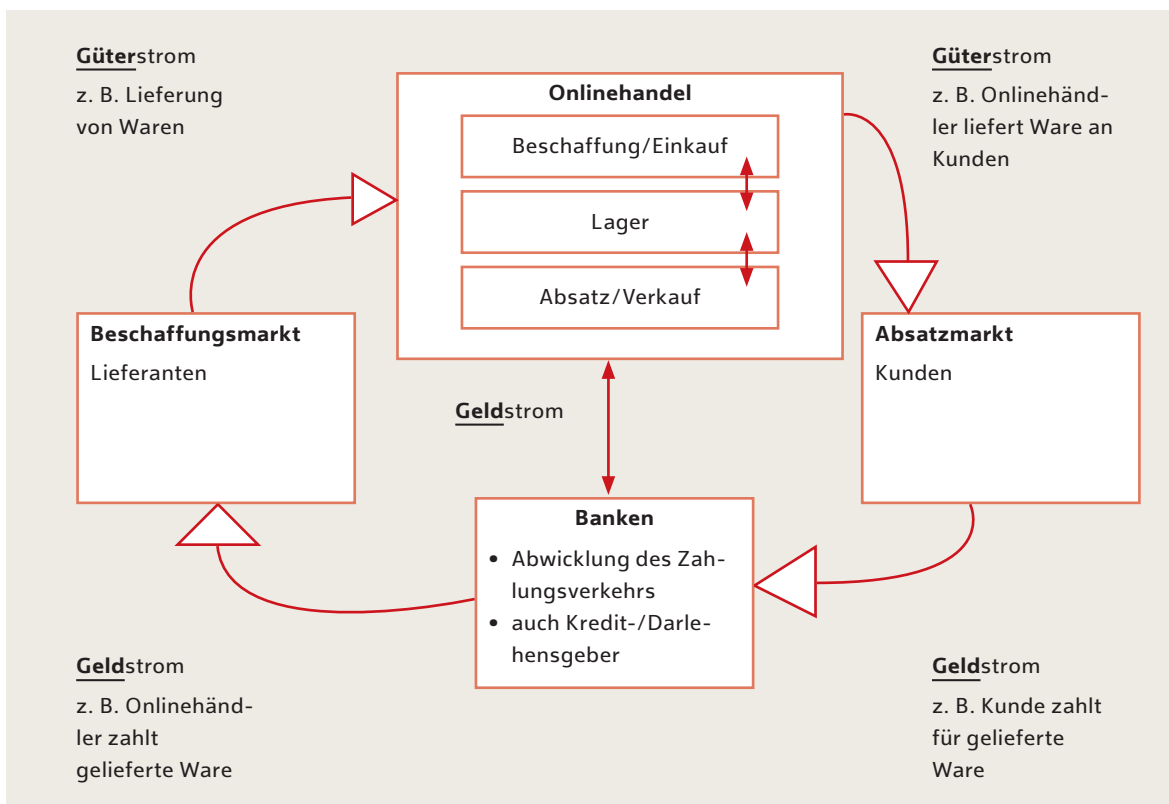 Güterstrom
z. B. Lieferung
von Waren
Onlinehandel
Beschaffung/Einkauf
Lager
Absatz/Verkauf
Güterstrom
z. B. Onlinehänd-
ler liefert Ware an
Kunden
Beschaffungsmarkt
Lieferanten
Absatzmarkt
Kunden
Geldstrom
Banken
• Abwicklung des Zah-
lungsverkehrs
• auch Kredit-/Darle-
hensgeber
Geldstrom
z. B. Onlinehänd-
ler zahlt
gelieferte Ware
Geldstrom
z. B. Kunde zahlt
für gelieferte
Ware